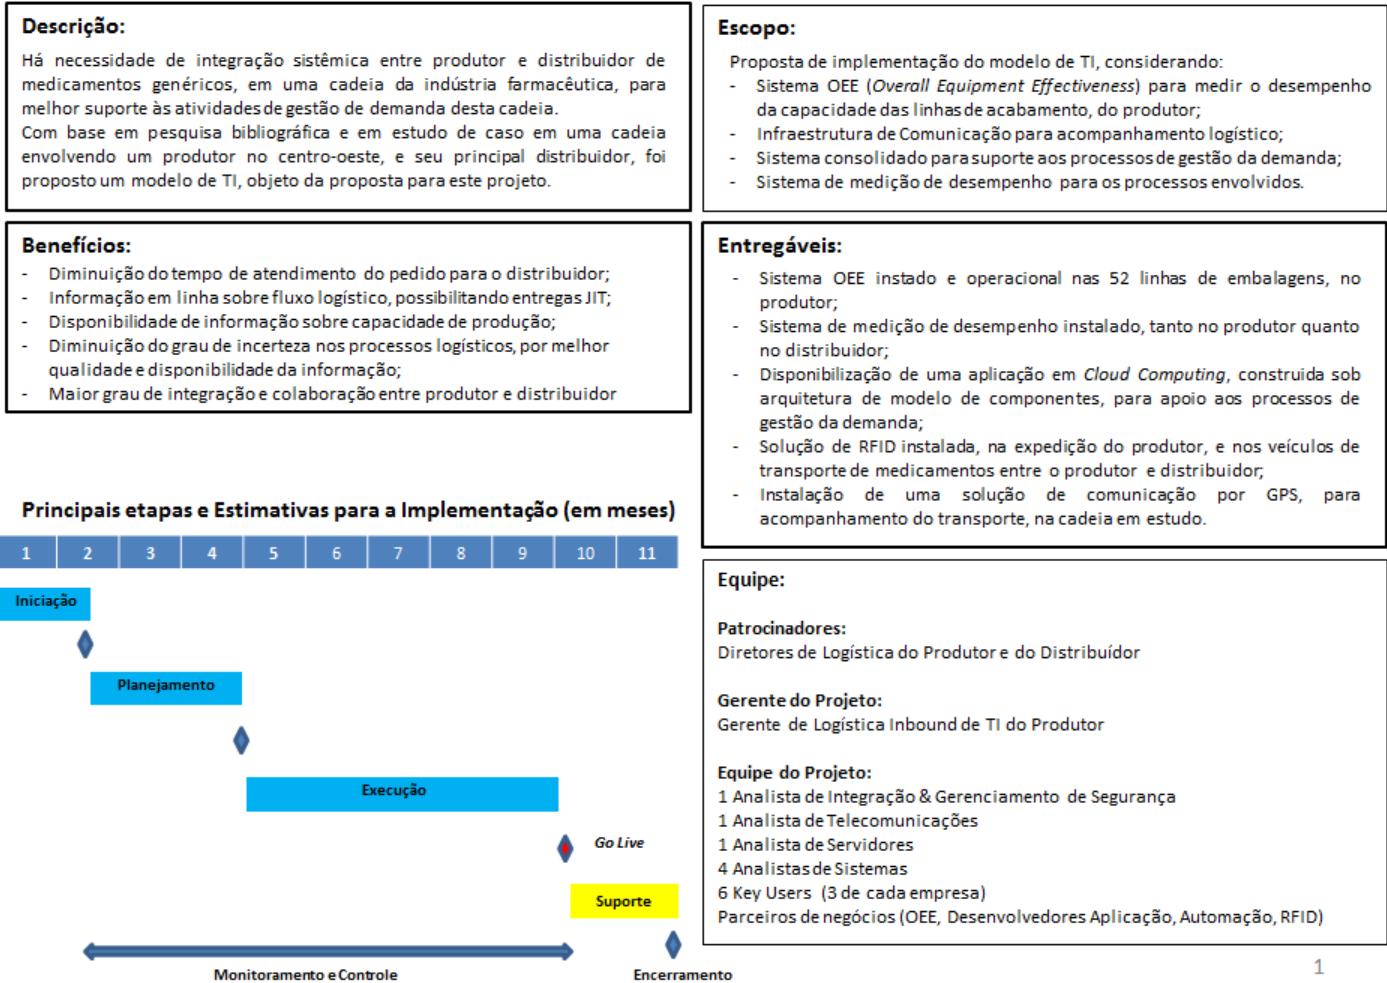 Descrição:
Há necessidade de integração sistêmica entre produtor e distribuidor de
medicamentos genéricos, em uma cadeia da indústria farmacêutica, para
melhor suporte às atividades de gestão de demanda desta cadeia.
Com base em pesquisa bibliográfica e em estudo de caso em uma cadeia
envolvendo um produtor no centro-oeste, e seu principal distribuidor, foi
proposto um modelo de TI, objeto da proposta para este projeto.
Escopo:
Proposta de implementação do modelo de TI, considerando:
- Sistema OEE (Overall Equipment Effectiveness) para medir o desempenho
da capacidade das linhas de acabamento, do produtor;
- Infraestrutura de Comunicação para acompanhamento logístico;
- Sistema consolidado para suporte aos processos de gestão da demanda;
- Sistema de medição de desempenho para os processos envolvidos.
Benefícios:
- Diminuição do tempo de atendimento do pedido para o distribuidor;
- Informação em linha sobre fluxo logístico, possibilitando entregas JIT;
- Disponibilidade de informação sobre capacidade de produção;
- Diminuição do grau de incerteza nos processos logísticos, por melhor
qualidade e disponibilidade da informação;
- Maior grau de integração e colaboração entre produtor e distribuidor
Entregáveis:
- Sistema OEE instado e operacional nas 52 linhas de embalagens, no
produtor;
- Sistema de medição de desempenho instalado, tanto no produtor quanto
no distribuidor;
- Disponibilização de uma aplicação em Cloud Computing, construida sob
arquitetura de modelo de componentes, para apoio aos processos de
gestão da demanda;
- Solução de RFID instalada, na expedição do produtor, e nos veículos de
transporte de medicamentos entre o produtor e distribuidor;
- Instalação de uma solução de comunicação por GPS, para
acompanhamento do transporte, na cadeia em estudo.
Principais etapas e Estimativas para a Implementação (em meses)
1 2 3 4 5 6 7 8 9 10 11
Iniciação
Planejamento
Execução
Go Live
Suporte
Monitoramento e Controle
Encerramento
Equipe:
Patrocinadores:
Diretores de Logística do Produtor e do Distribuídor
Gerente do Projeto:
Gerente de Logística Inbound de TI do Produtor
Equipe do Projeto:
1 Analista de Integração & Gerenciamento de Segurança
1 Analista de Telecomunicações
1 Analista de Servidores
4 Analistas de Sistemas
6 Key Users (3 de cada empresa)
Parceiros de negócios (OEE, Desenvolvedores Aplicação, Automação, RFID)
1